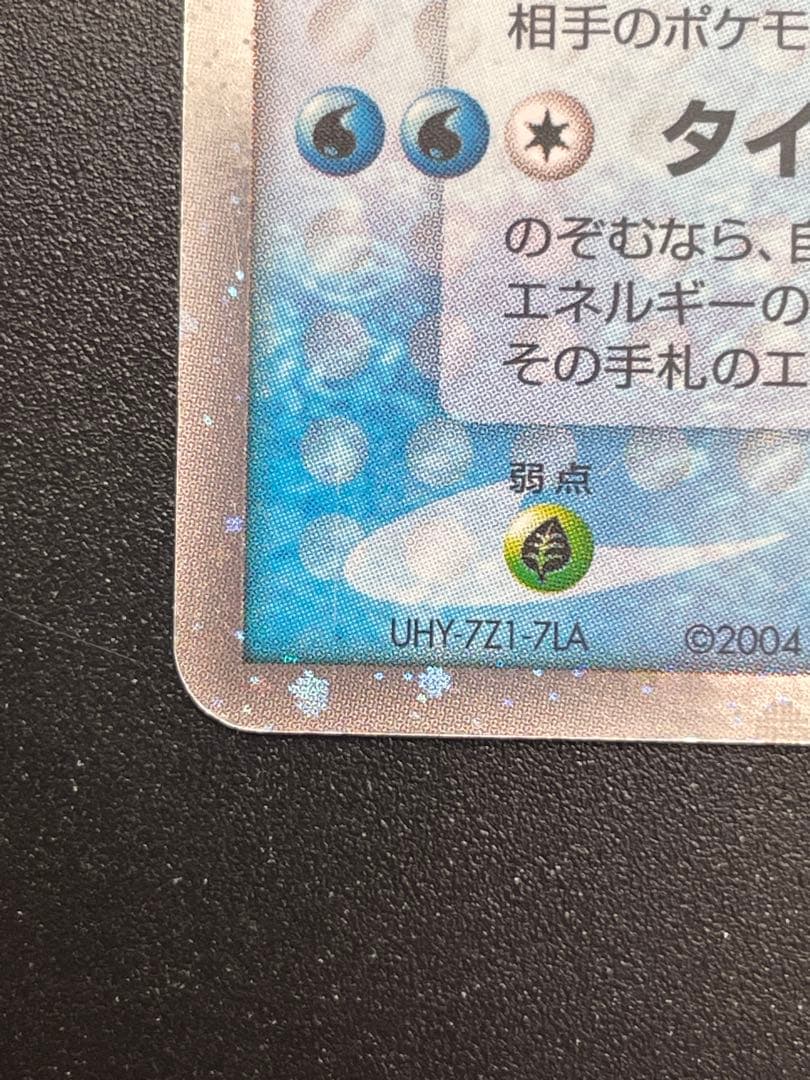 相手のポケモ
タイ
のぞむなら、自
エネルギーの
その手札のエ
弱点
UHY-7Z1-7LA ©2004